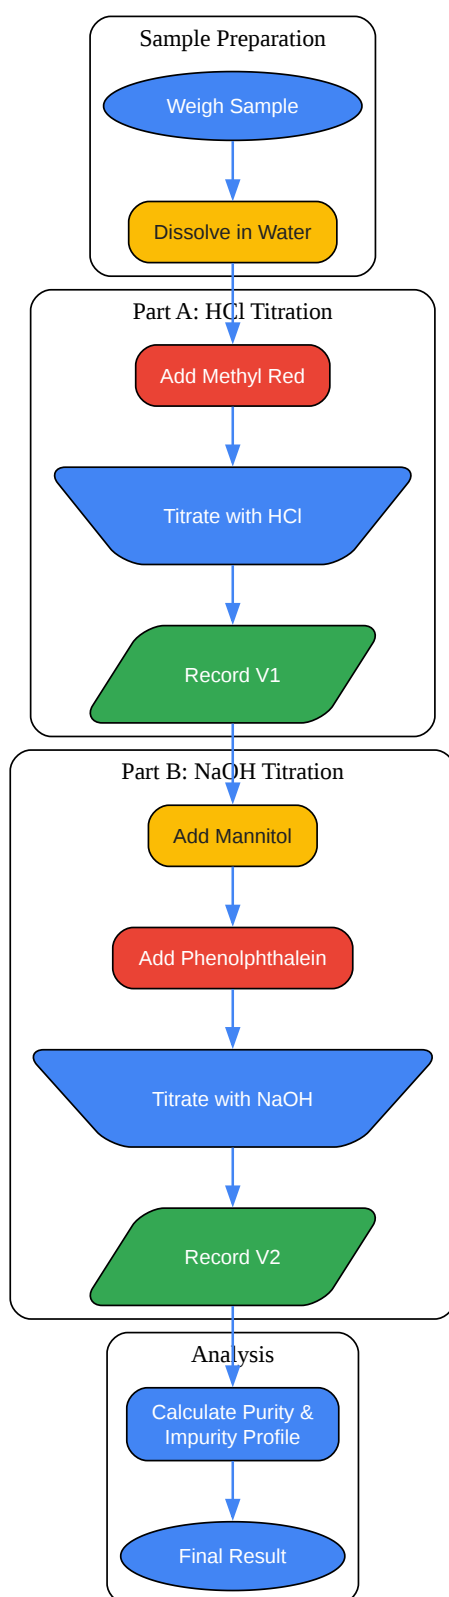 Sample Preparation
Weigh Sample
Dissolve in Water
Part A: HCl Titration
Add Methyl Red
Titrate with HCl
Record V1
Part B: NaOH Titration
Add Mannitol
Add Phenolphthalein
Titrate with NaOH
Record V2
Analysis
Calculate Purity &
Impurity Profile
Final Result